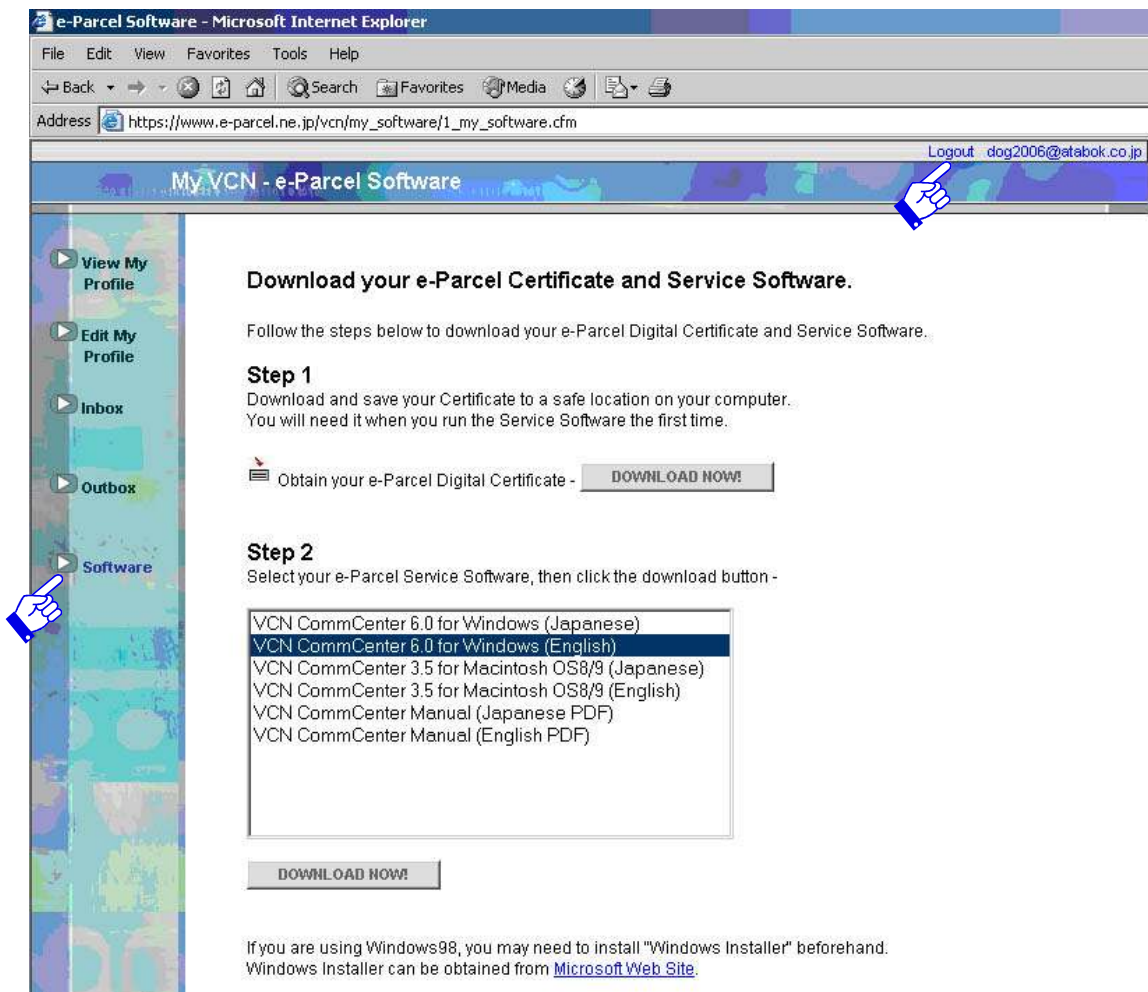 e-Parcel Software - Microsoft Internet Explorer
File Edit View Favorites Tools Help
Back Search Favorites Media
Address https://www.e-parcel.ne.jp/vcn/my_software/1_my_software.cfm
Logout dog2006@atabok.co.jp
My VCN - e-Parcel Software
View My
Profile
Edit My
Profile
Inbox
Outbox
Software
Download your e-Parcel Certificate and Service Software.
Follow the steps below to download your e-Parcel Digital Certificate and Service Software.
Step 1
Download and save your Certificate to a safe location on your computer.
You will need it when you run the Service Software the first time.
Obtain your e-Parcel Digital Certificate - DOWNLOAD NOW!
Step 2
Select your e-Parcel Service Software, then click the download button -
VCN CommCenter 6.0 for Windows (Japanese)
VCN CommCenter 6.0 for Windows (English)
VCN CommCenter 3.5 for Macintosh OS8/9 (Japanese)
VCN CommCenter 3.5 for Macintosh OS8/9 (English)
VCN CommCenter Manual (Japanese PDF)
VCN CommCenter Manual (English PDF)
DOWNLOAD NOW!
If you are using Windows98, you may need to install "Windows Installer" beforehand.
Windows Installer can be obtained from Microsoft Web Site.